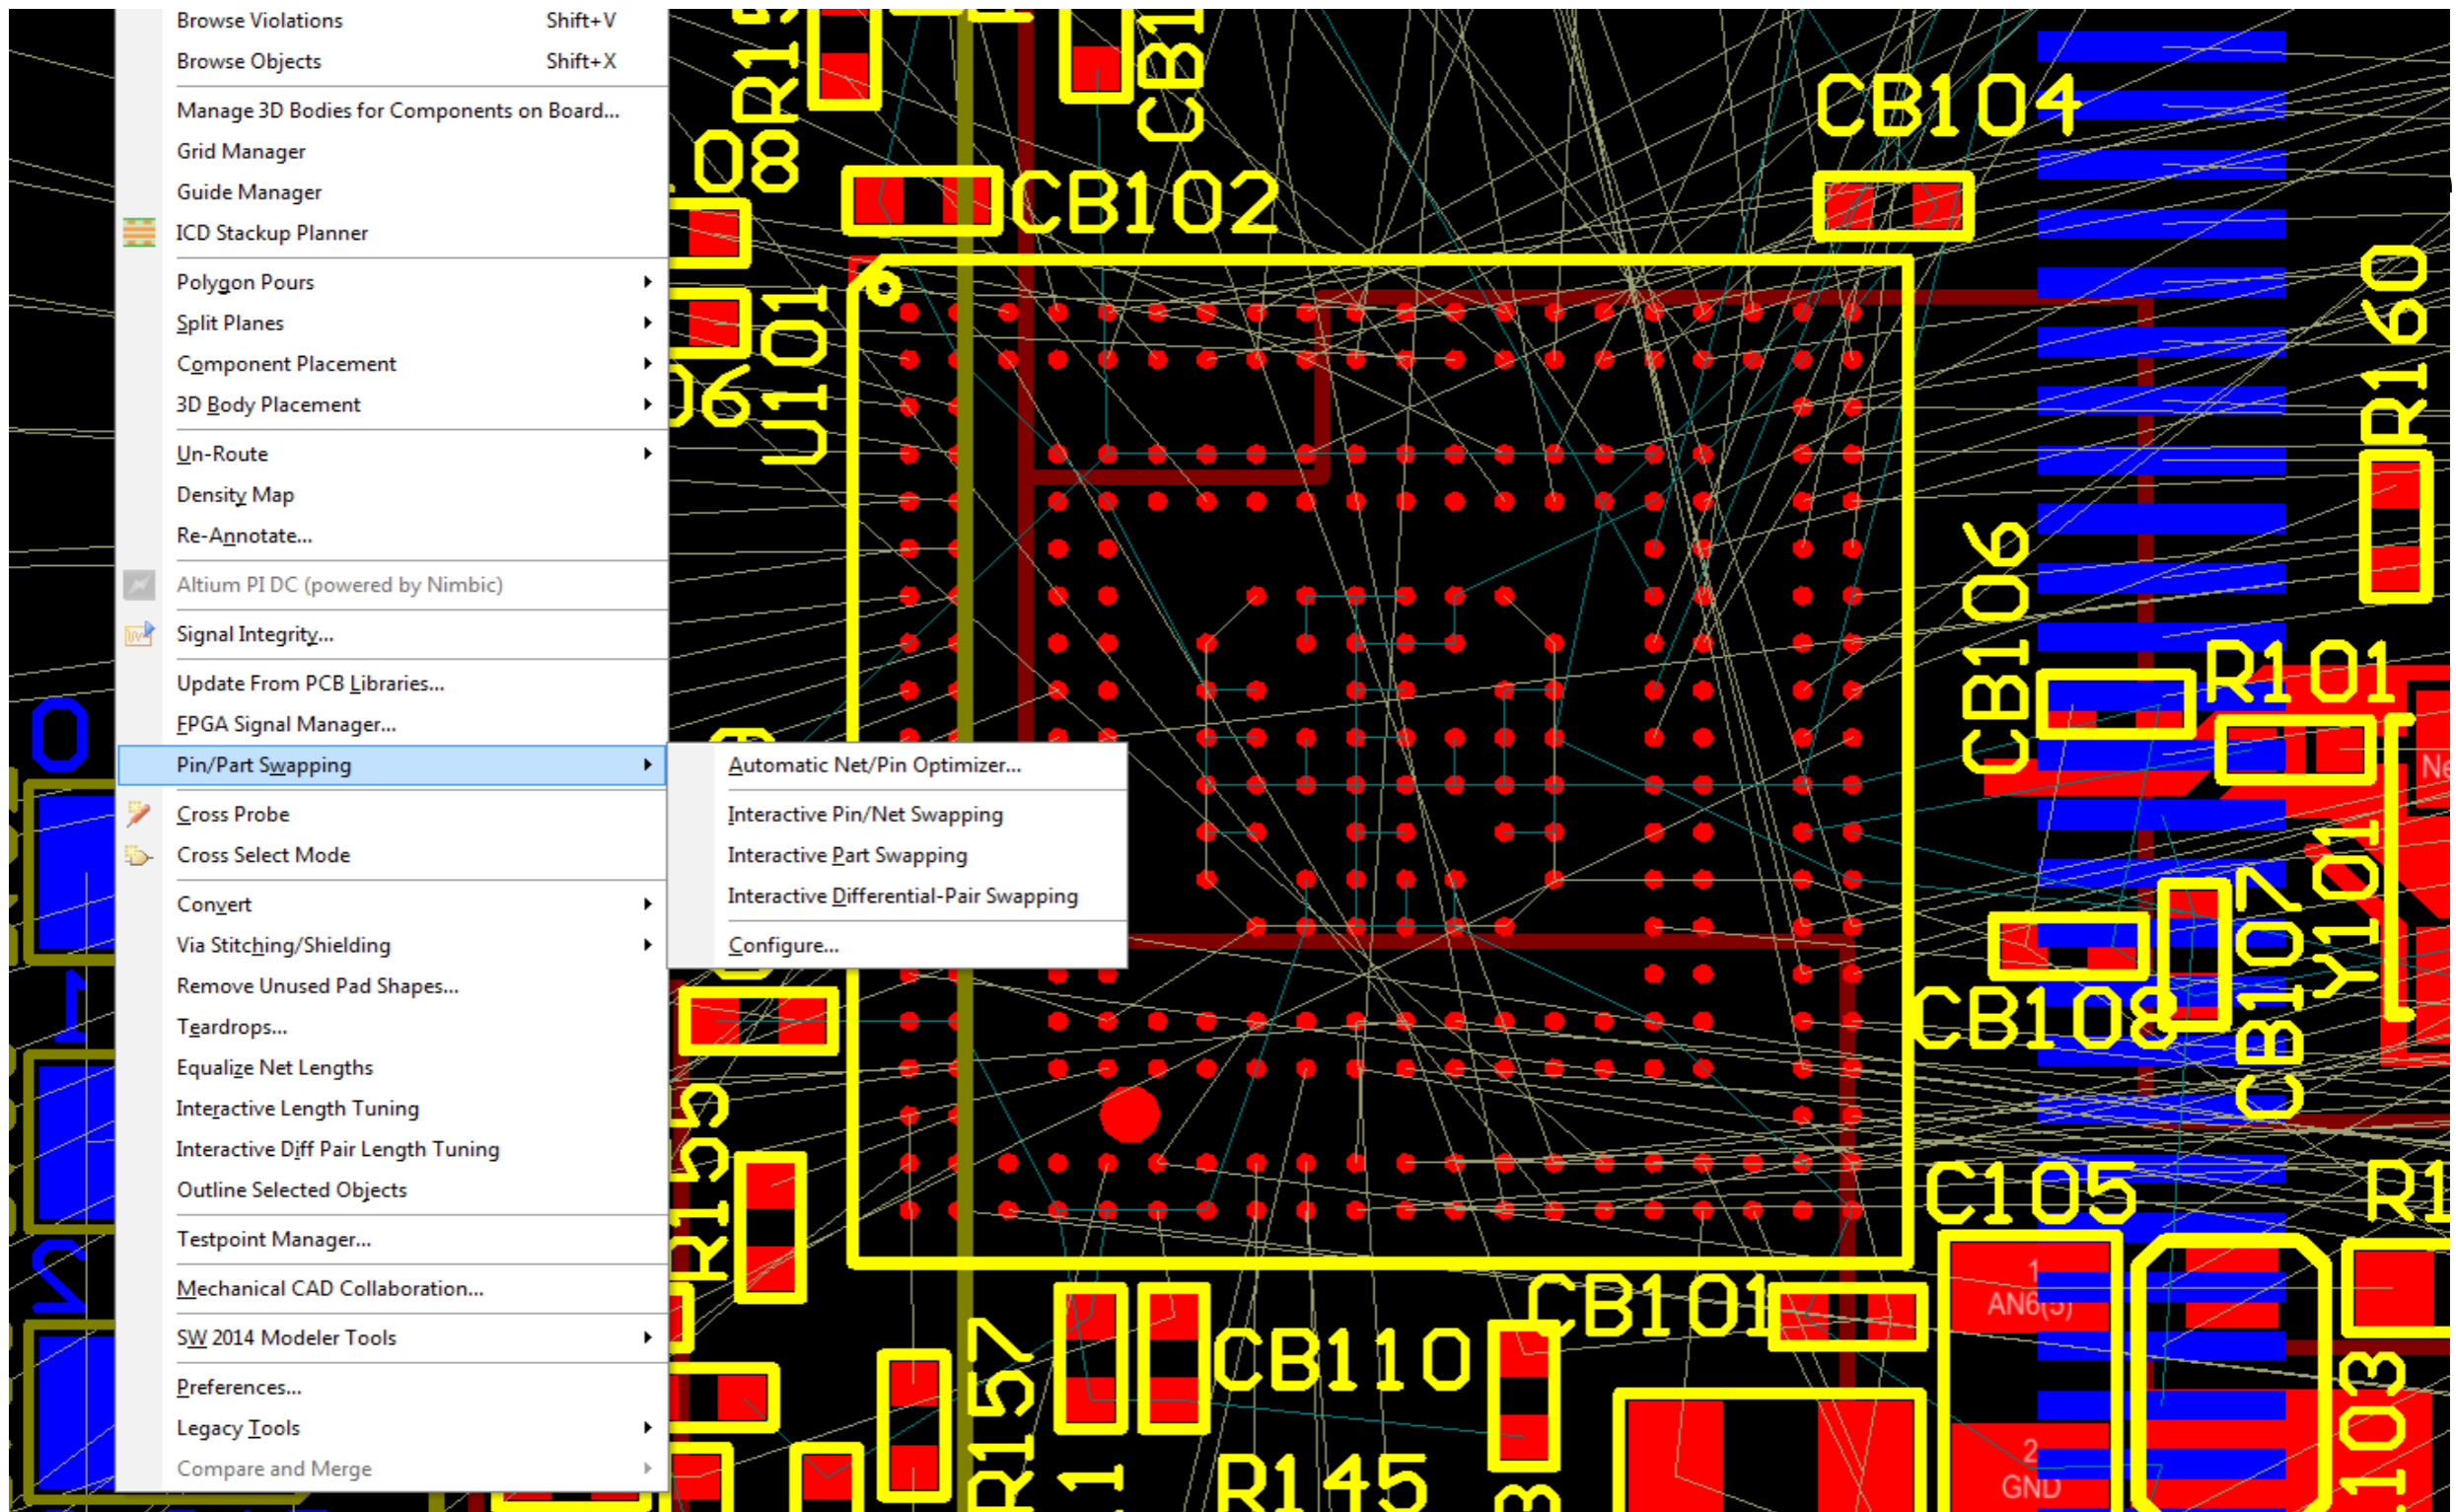 Browse Violations Shift+V
Browse Objects Shift+X
Manage 3D Bodies for Components on Board...
Grid Manager
Guide Manager
ICD Stackup Planner
Polygon Pours
Split Planes
Component Placement
3D Body Placement
Un-Route
Density Map
Re-Annotate...
Altium PI DC (powered by Nimbic)
Signal Integrity...
Update From PCB Libraries...
FPGA Signal Manager...
Pin/Part Swapping
Cross Probe
Cross Select Mode
Convert
Via Stitching/Shielding
Remove Unused Pad Shapes...
Teardrops...
Equalize Net Lengths
Interactive Length Tuning
Interactive Diff Pair Length Tuning
Outline Selected Objects
Testpoint Manager...
Mechanical CAD Collaboration...
SW 2014 Modeler Tools
Preferences...
Legacy Tools
Compare and Merge
Automatic Net/Pin Optimizer...
Interactive Pin/Net Swapping
Interactive Part Swapping
Interactive Differential-Pair Swapping
Configure...
CB104
CB102
U101
R160
CB106
R101
CB107
Y101
CB108
R155
C105
CB101
CB110
R157
R145
1
AN6(5)
2
GND